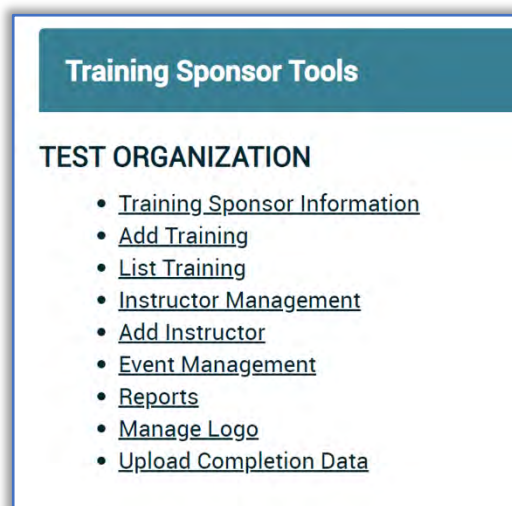 Training Sponsor Tools
TEST ORGANIZATION
Training Sponsor Information
Add Training
List Training
Instructor Management
Add Instructor
Event Management
Reports
Manage Logo
Upload Completion Data